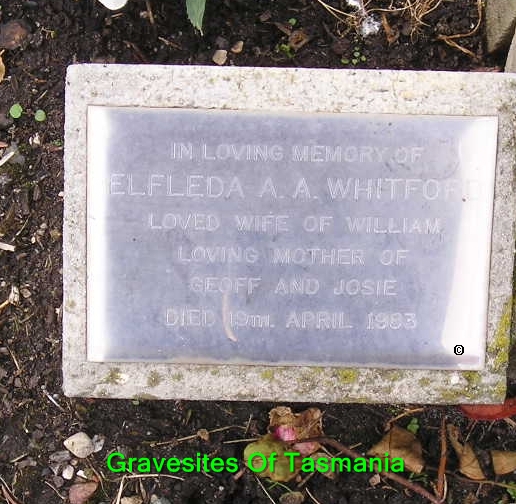 IN LOVING MEMORY OF
ELFLEDA A. A. WHITFORD
LOVED WIFE OF WILLIAM,
LOVING MOTHER OF
GEOFF AND JOSIE
DIED 19TH. APRIL 1983
©
Gravesites Of Tasmania